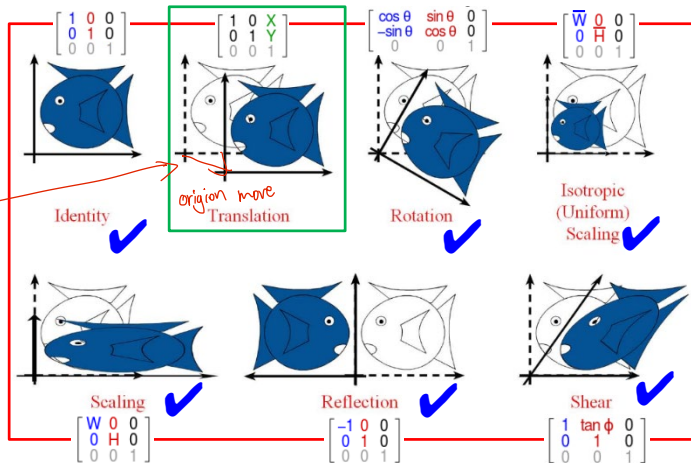 1 0 0
0 1 0
0 0 1
1 0 X
0 1 Y
0 0 1
cos θ sin θ 0
−sin θ cos θ 0
0 0 1
W̅ 0 0
0 H̅ 0
0 0 1
origion move
Identity
Translation
Rotation
Isotropic
(Uniform)
Scaling
Scaling
Reflection
Shear
W 0 0
0 H 0
0 0 1
−1 0 0
0 1 0
0 0 1
1 tan ϕ 0
0 1 0
0 0 1